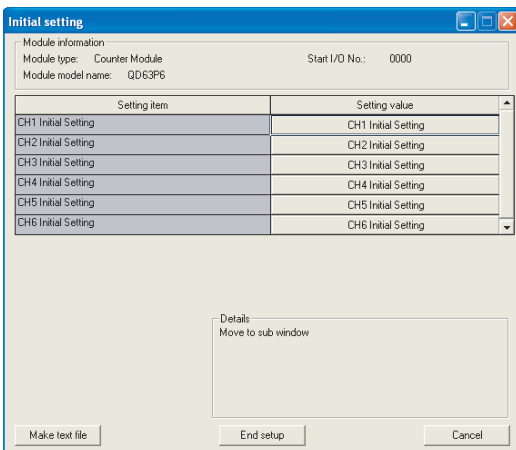 Initial setting
Module information
Module type: Counter Module Start I/O No.: 0000
Module model name: QD63P6
Setting item Setting value
CH1 Initial Setting CH1 Initial Setting
CH2 Initial Setting CH2 Initial Setting
CH3 Initial Setting CH3 Initial Setting
CH4 Initial Setting CH4 Initial Setting
CH5 Initial Setting CH5 Initial Setting
CH6 Initial Setting CH6 Initial Setting
Details
Move to sub window
Make text file End setup Cancel